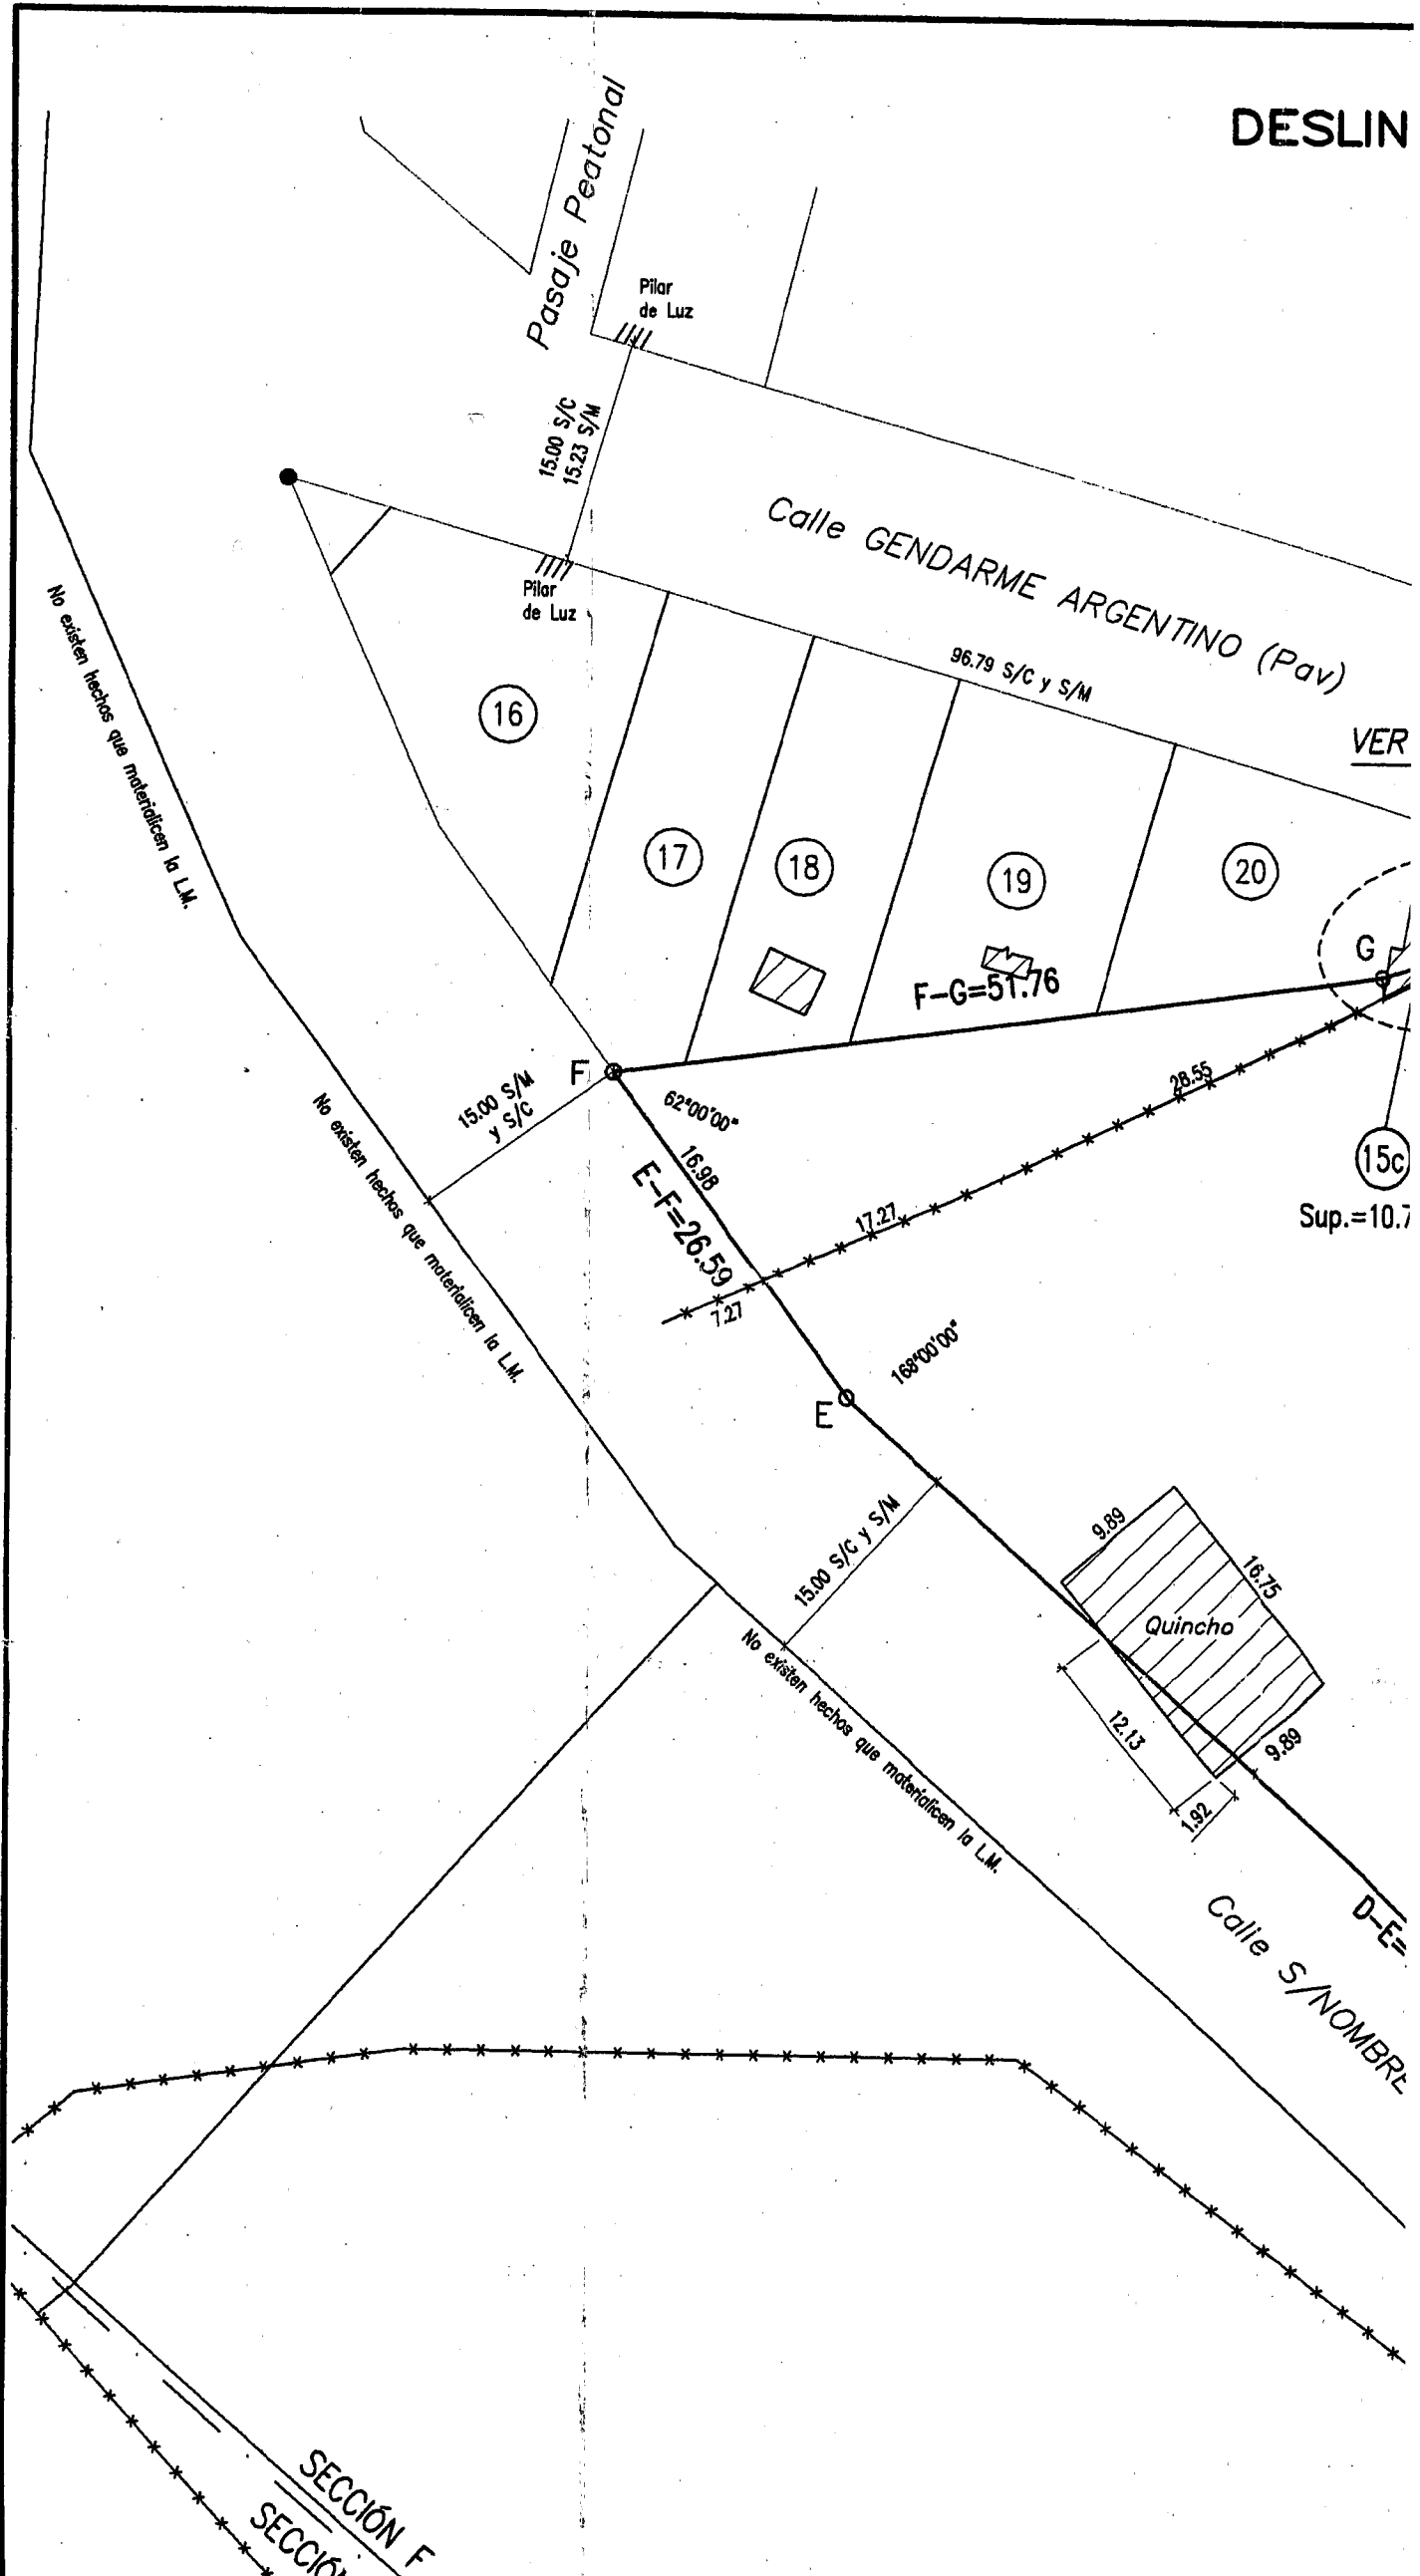 DESLIN
Pasaje Peatonal
Pilar
de Luz
15.00 S/C
15.23 S/M
Calle GENDARME ARGENTINO (Pav)
Pilar
de Luz
96.79 S/C y S/M
No existen hechos que materialicen la L.M.
16
VER
17
18
19
20
G
F-G=51.76
F
62°00'00"
15.00 S/M
y S/C
28.55
No existen hechos que materialicen la L.M.
16.98
E-F=26.59
15c
Sup.=10.7
17.27
7.27
168°00'00"
E
15.00 S/C y S/M
9.89
16.75
Quincho
No existen hechos que materialicen la L.M.
12.13
9.89
1.92
D-E=
Calle S/NOMBRE
SECCIÓN F
SECCIÓN